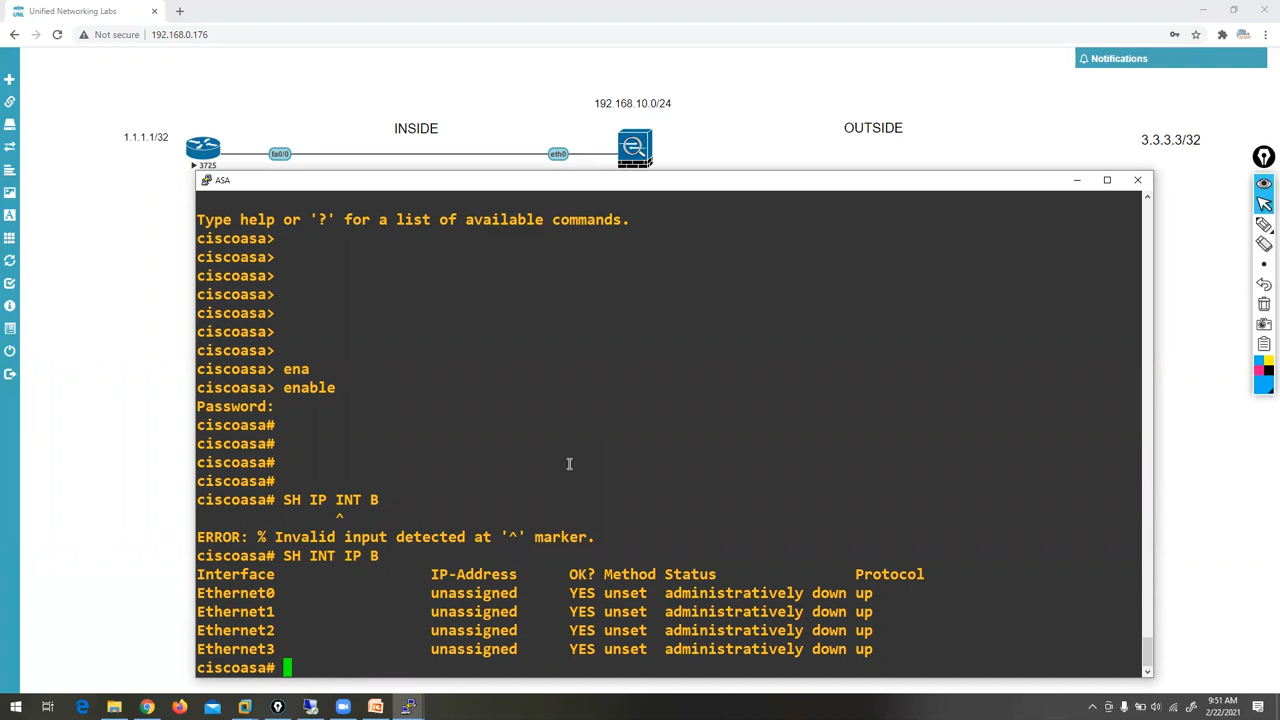 Unified Networking Labs
Not secure 192.168.0.176
Notifications
192.168.10.0/24
INSIDE
OUTSIDE
1.1.1.1/32
3.3.3.3/32
fa0/0
eth0
3725
ASA
Type help or '?' for a list of available commands.
ciscoasa>
ciscoasa>
ciscoasa>
ciscoasa>
ciscoasa>
ciscoasa>
ciscoasa>
ciscoasa> ena
ciscoasa> enable
Password:
ciscoasa#
ciscoasa#
ciscoasa#
ciscoasa#
ciscoasa# SH IP INT B
^
ERROR: % Invalid input detected at '^' marker.
ciscoasa# SH INT IP B
Interface IP-Address OK? Method Status Protocol
Ethernet0 unassigned YES unset administratively down up
Ethernet1 unassigned YES unset administratively down up
Ethernet2 unassigned YES unset administratively down up
Ethernet3 unassigned YES unset administratively down up
ciscoasa#
9:51 AM
2/22/2021